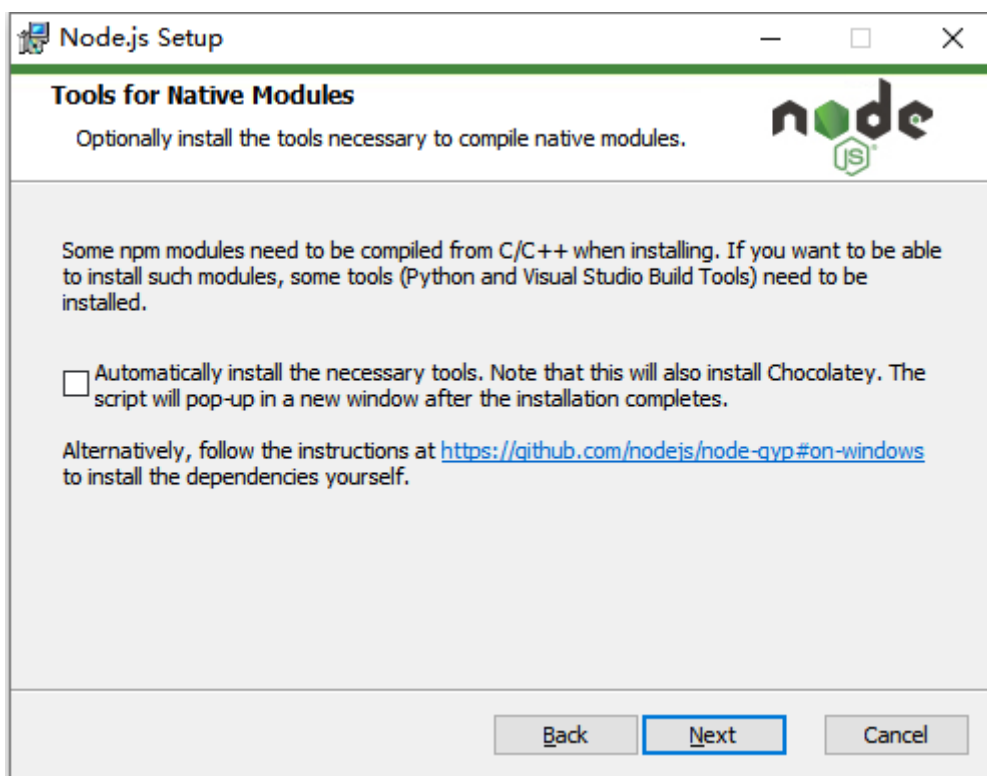 Node.js Setup
Tools for Native Modules
Optionally install the tools necessary to compile native modules.
node
JS
Some npm modules need to be compiled from C/C++ when installing. If you want to be able
to install such modules, some tools (Python and Visual Studio Build Tools) need to be
installed.
Automatically install the necessary tools. Note that this will also install Chocolatey. The
script will pop-up in a new window after the installation completes.
Alternatively, follow the instructions at https://github.com/nodejs/node-gyp#on-windows
to install the dependencies yourself.
Back Next Cancel